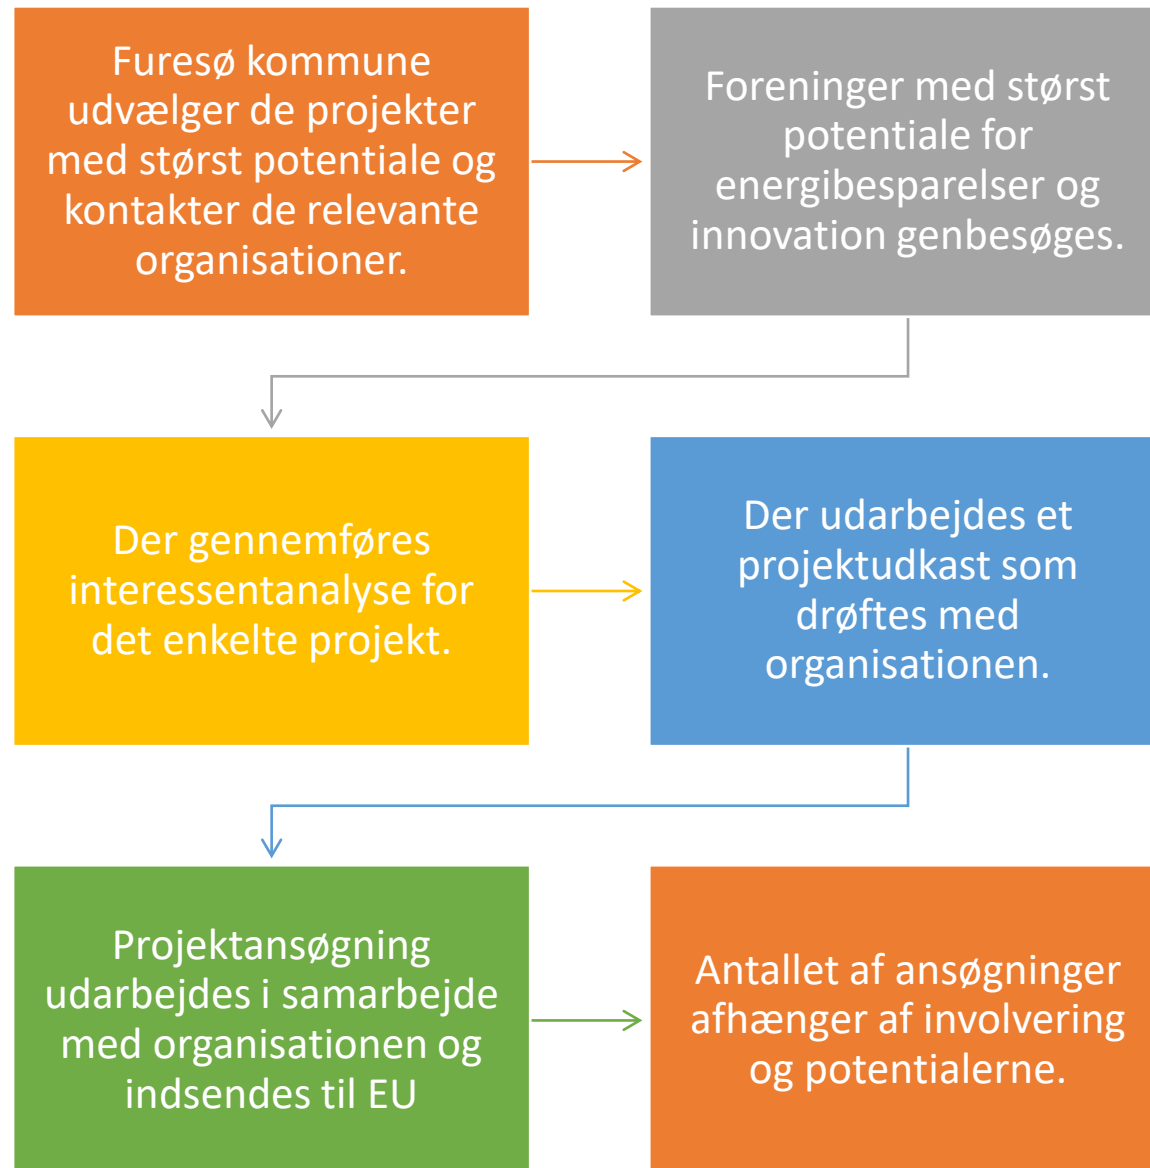 Furesø kommune
udvælger de projekter
med størst potentiale og
kontakter de relevante
organisationer.
Foreninger med størst
potentiale for
energibesparelser og
innovation genbesøges.
Der gennemføres
interessentanalyse for
det enkelte projekt.
Der udarbejdes et
projektudkast som
drøftes med
organisationen.
Projektansøgning
udarbejdes i samarbejde
med organisationen og
indsendes til EU
Antallet af ansøgninger
afhænger af involvering
og potentialerne.